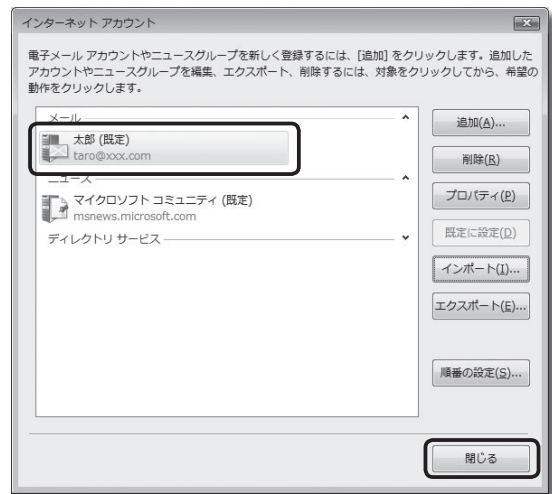 インターネット アカウント
電子メール アカウントやニュースグループを新しく登録するには、[追加] をクリックします。追加した
アカウントやニュースグループを編集、エクスポート、削除するには、対象をクリックしてから、希望の
動作をクリックします。
メール
太郎 (既定)
taro@xxx.com
ニュース
マイクロソフト コミュニティ (既定)
msnews.microsoft.com
ディレクトリ サービス
追加(A)...
削除(R)
プロパティ(P)
既定に設定(D)
インポート(I)...
エクスポート(E)...
順番の設定(S)...
閉じる